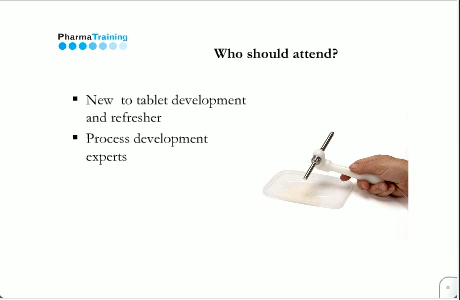 PharmaTraining
Who should attend?
New to tablet development
and refresher
Process development
experts